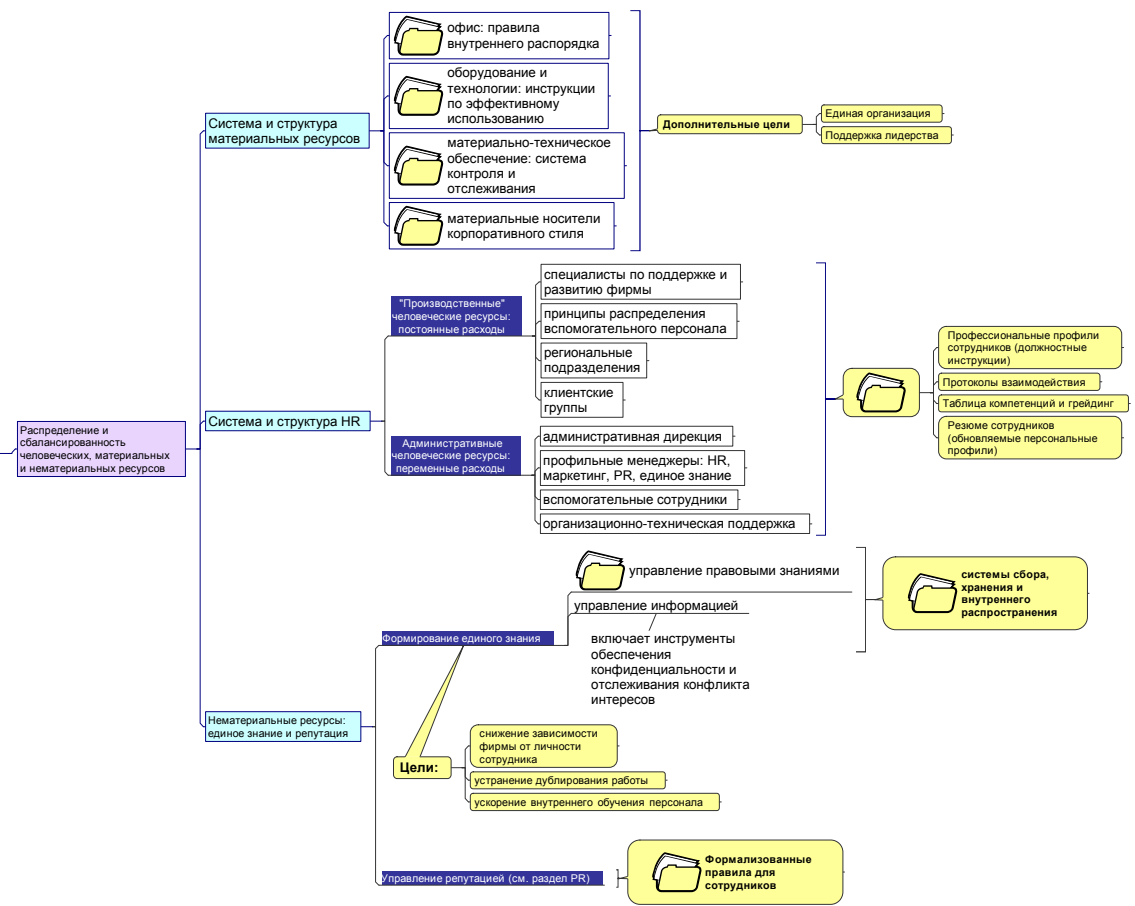 офис: правила
внутреннего распорядка
оборудование и
технологии: инструкции
по эффективному
использованию
Система и структура
материальных ресурсов
материально-техническое
обеспечение: система
контроля и
отслеживания
материальные носители
корпоративного стиля
Дополнительные цели
Единая организация
Поддержка лидерства
Распределение и
сбалансированность
человеческих, материальных
и нематериальных ресурсов
Система и структура HR
"Производственные"
человеческие ресурсы:
постоянные расходы
специалисты по поддержке и
развитию фирмы
принципы распределения
вспомогательного персонала
региональные
подразделения
клиентские
группы
Административные
человеческие ресурсы:
переменные расходы
административная дирекция
профильные менеджеры: HR,
маркетинг, PR, единое знание
вспомогательные сотрудники
организационно-техническая поддержка
Профессиональные профили
сотрудников (должностные
инструкции)
Протоколы взаимодействия
Таблица компетенций и грейдинг
Резюме сотрудников
(обновляемые персональные
профили)
Нематериальные ресурсы:
единое знание и репутация
Формирование единого знания
управление правовыми знаниями
управление информацией
включает инструменты
обеспечения
конфиденциальности и
отслеживания конфликта
интересов
системы сбора,
хранения и
внутреннего
распространения
Цели:
снижение зависимости
фирмы от личности
сотрудника
устранение дублирования работы
ускорение внутреннего обучения персонала
Управление репутацией (см. раздел PR)
Формализованные
правила для
сотрудников